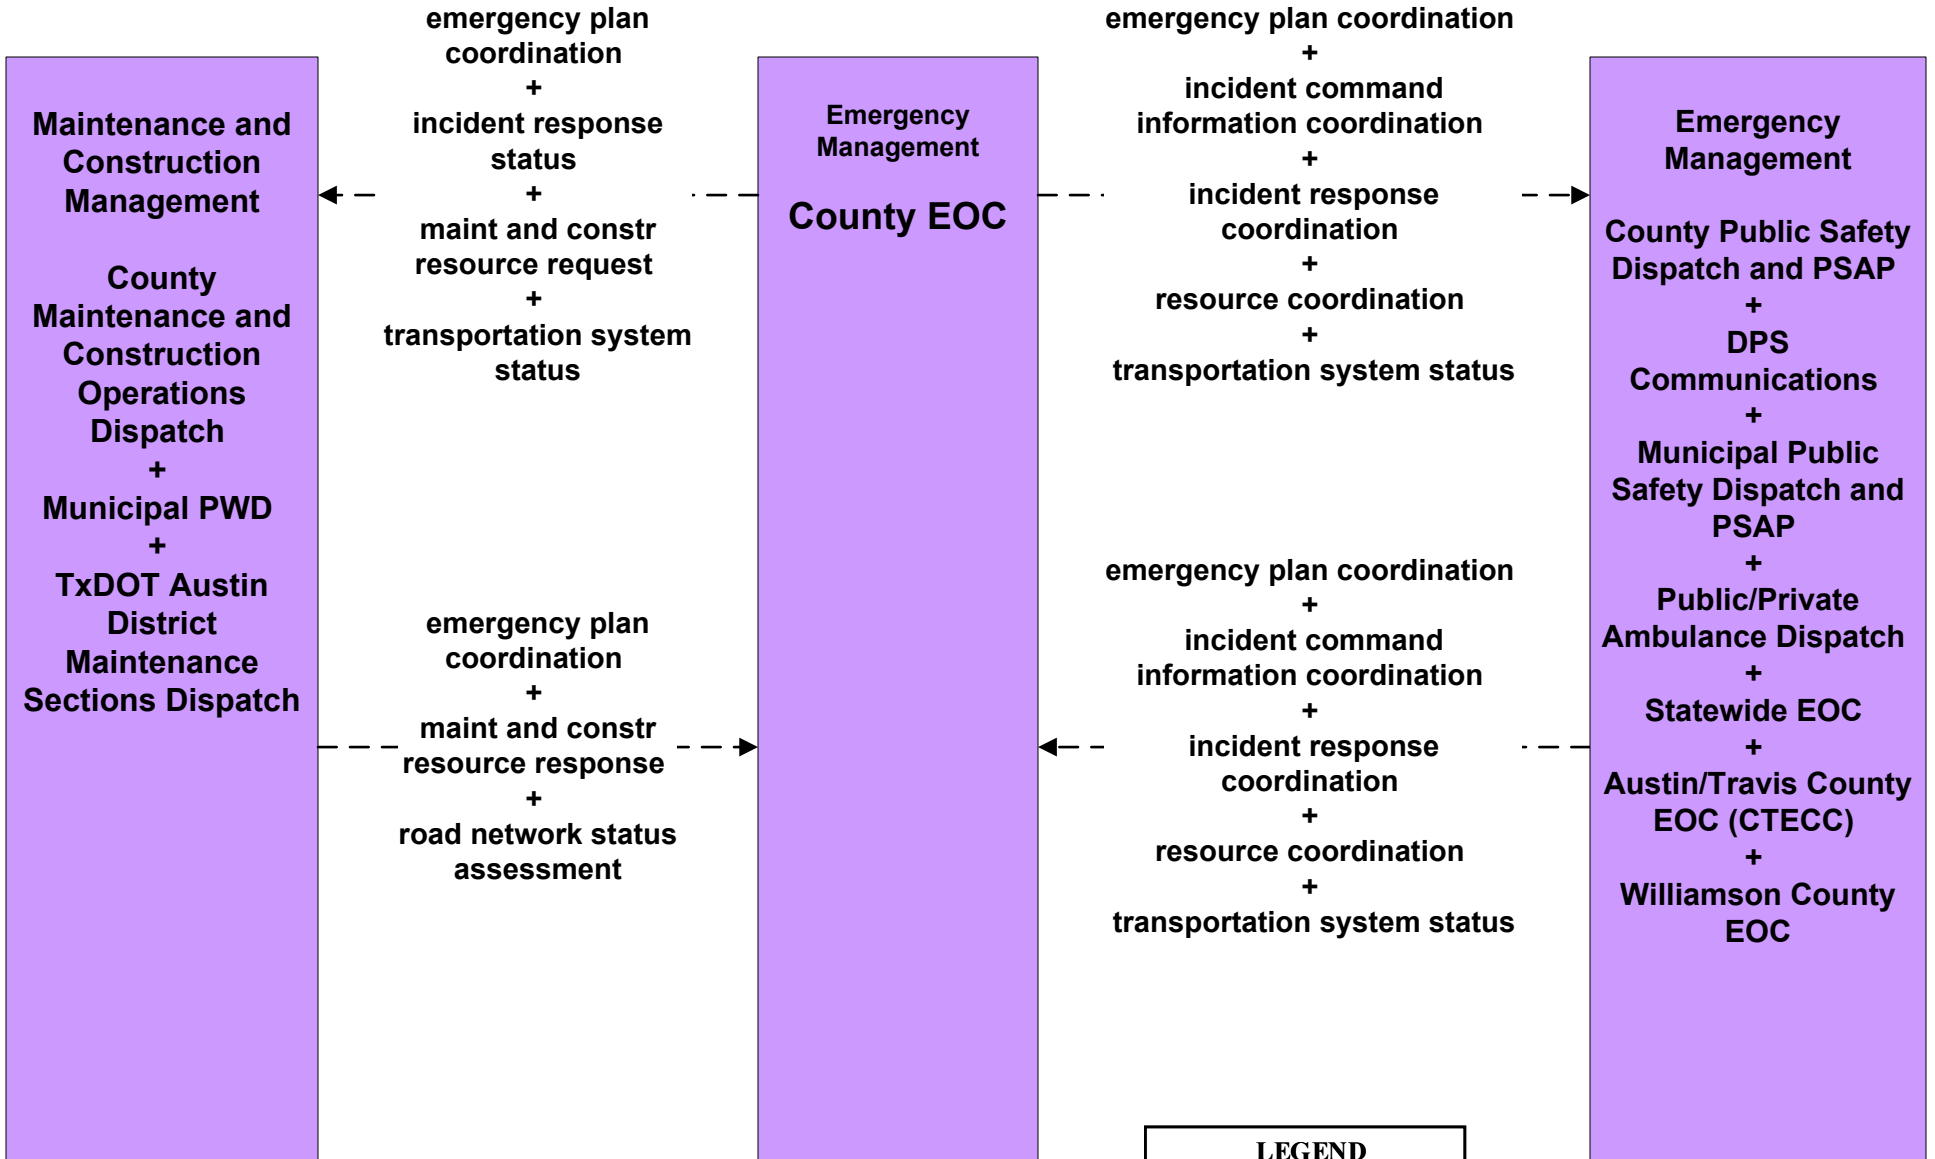 Maintenance and
Construction
Management
County
Maintenance and
Construction
Operations
Dispatch
+
Municipal PWD
+
TxDOT Austin
District
Maintenance
Sections Dispatch
emergency plan
coordination
+
incident response
status
+
maint and constr
resource request
+
transportation system
status
emergency plan
coordination
+
maint and constr
resource response
+
road network status
assessment
Emergency
Management
County EOC
emergency plan coordination
+
incident command
information coordination
+
incident response
coordination
+
resource coordination
+
transportation system status
emergency plan coordination
+
incident command
information coordination
+
incident response
coordination
+
resource coordination
+
transportation system status
Emergency
Management
County Public Safety
Dispatch and PSAP
+
DPS
Communications
+
Municipal Public
Safety Dispatch and
PSAP
+
Public/Private
Ambulance Dispatch
+
Statewide EOC
+
Austin/Travis County
EOC (CTECC)
+
Williamson County
EOC
LEGEND